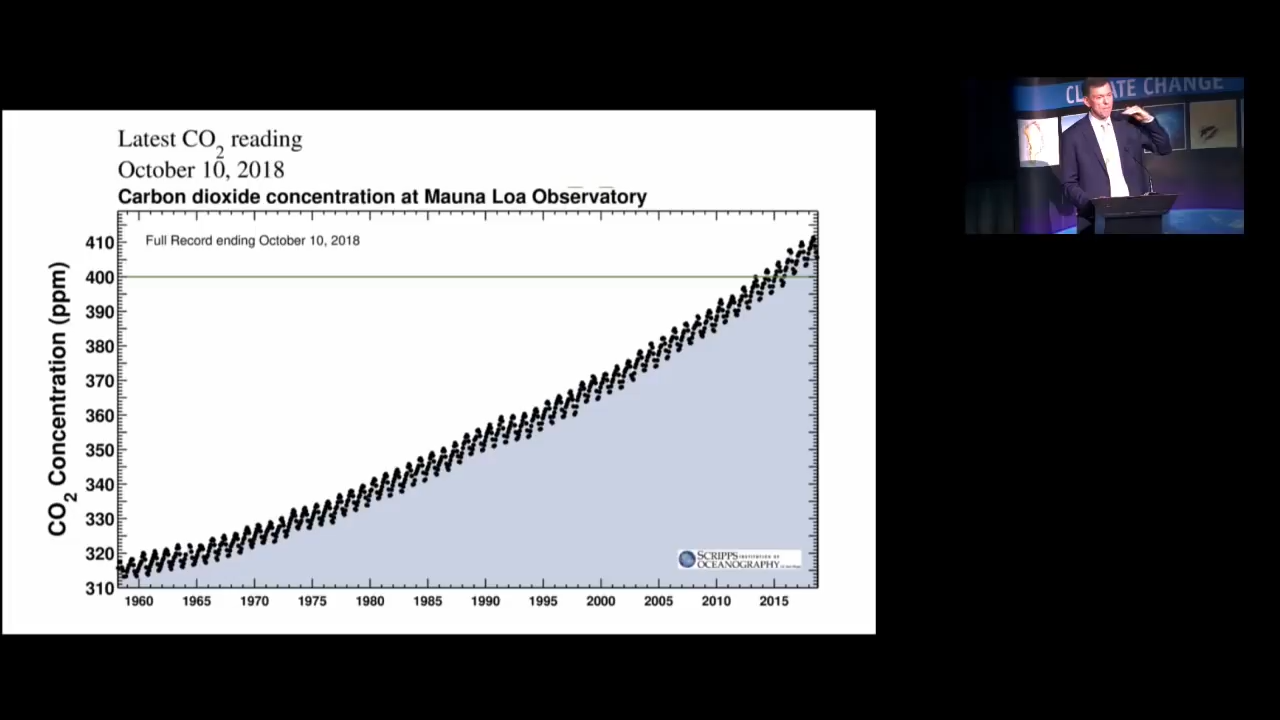 Latest CO2 reading
October 10, 2018
Carbon dioxide concentration at Mauna Loa Observatory
Full Record ending October 10, 2018
CO2 Concentration (ppm)
410
400
390
380
370
360
350
340
330
320
310
1960 1965 1970 1975 1980 1985 1990 1995 2000 2005 2010 2015
SCRIPPS INSTITUTION OF
OCEANOGRAPHY
CHANGE